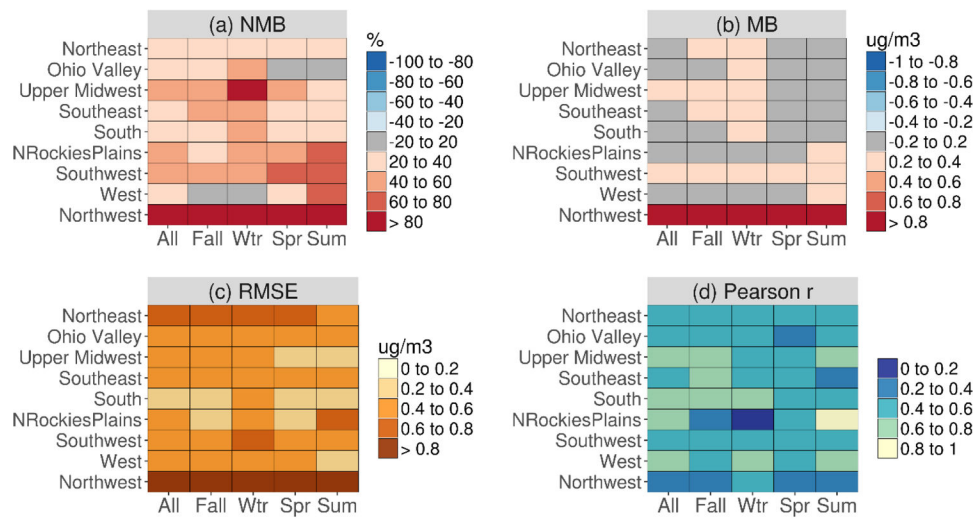 (a) NMB
Northeast
Ohio Valley
Upper Midwest
Southeast
South
NRockiesPlains
Southwest
West
Northwest
All Fall Wtr Spr Sum
%
-100 to -80
-80 to -60
-60 to -40
-40 to -20
-20 to 20
20 to 40
40 to 60
60 to 80
> 80
(b) MB
Northeast
Ohio Valley
Upper Midwest
Southeast
South
NRockiesPlains
Southwest
West
Northwest
All Fall Wtr Spr Sum
ug/m3
-1 to -0.8
-0.8 to -0.6
-0.6 to -0.4
-0.4 to -0.2
-0.2 to 0.2
0.2 to 0.4
0.4 to 0.6
0.6 to 0.8
> 0.8
(c) RMSE
Northeast
Ohio Valley
Upper Midwest
Southeast
South
NRockiesPlains
Southwest
West
Northwest
All Fall Wtr Spr Sum
ug/m3
0 to 0.2
0.2 to 0.4
0.4 to 0.6
0.6 to 0.8
> 0.8
(d) Pearson r
Northeast
Ohio Valley
Upper Midwest
Southeast
South
NRockiesPlains
Southwest
West
Northwest
All Fall Wtr Spr Sum
0 to 0.2
0.2 to 0.4
0.4 to 0.6
0.6 to 0.8
0.8 to 1